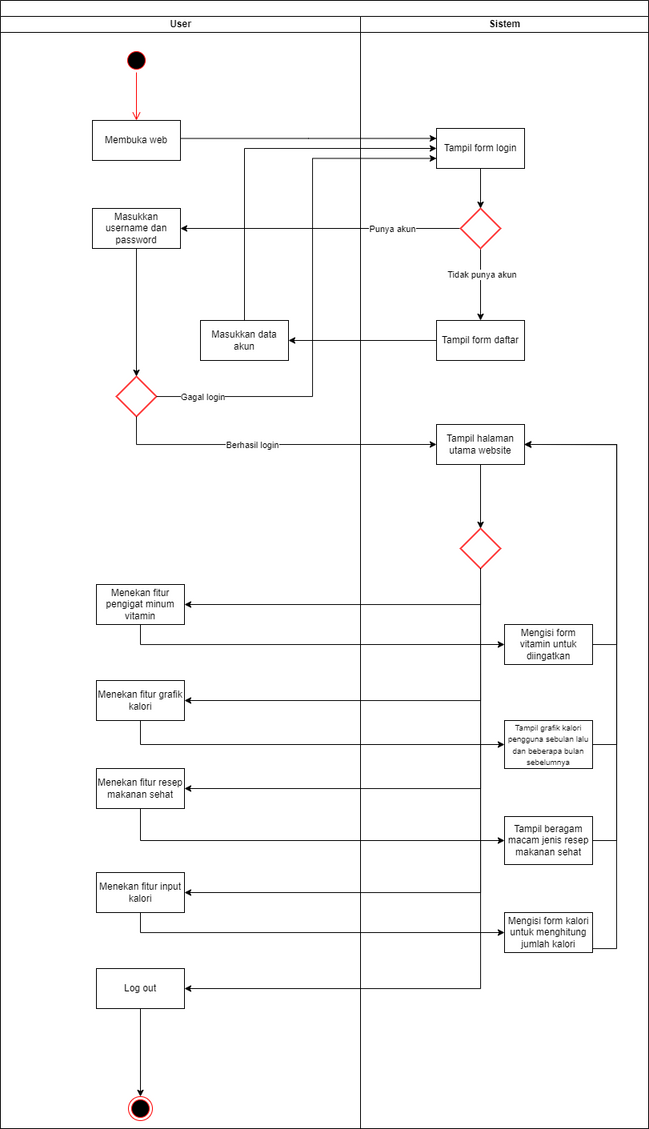 User
Sistem
Membuka web
Tampil form login
Masukkan
username dan
password
Punya akun
Tidak punya akun
Masukkan data
akun
Tampil form daftar
Gagal login
Berhasil login
Tampil halaman
utama website
Menekan fitur
pengigat minum
vitamin
Mengisi form
vitamin untuk
diingatkan
Menekan fitur grafik
kalori
Tampil grafik kalori
pengguna sebulan lalu
dan beberapa bulan
sebelumnya
Menekan fitur resep
makanan sehat
Tampil beragam
macam jenis resep
makanan sehat
Menekan fitur input
kalori
Mengisi form kalori
untuk menghitung
jumlah kalori
Log out